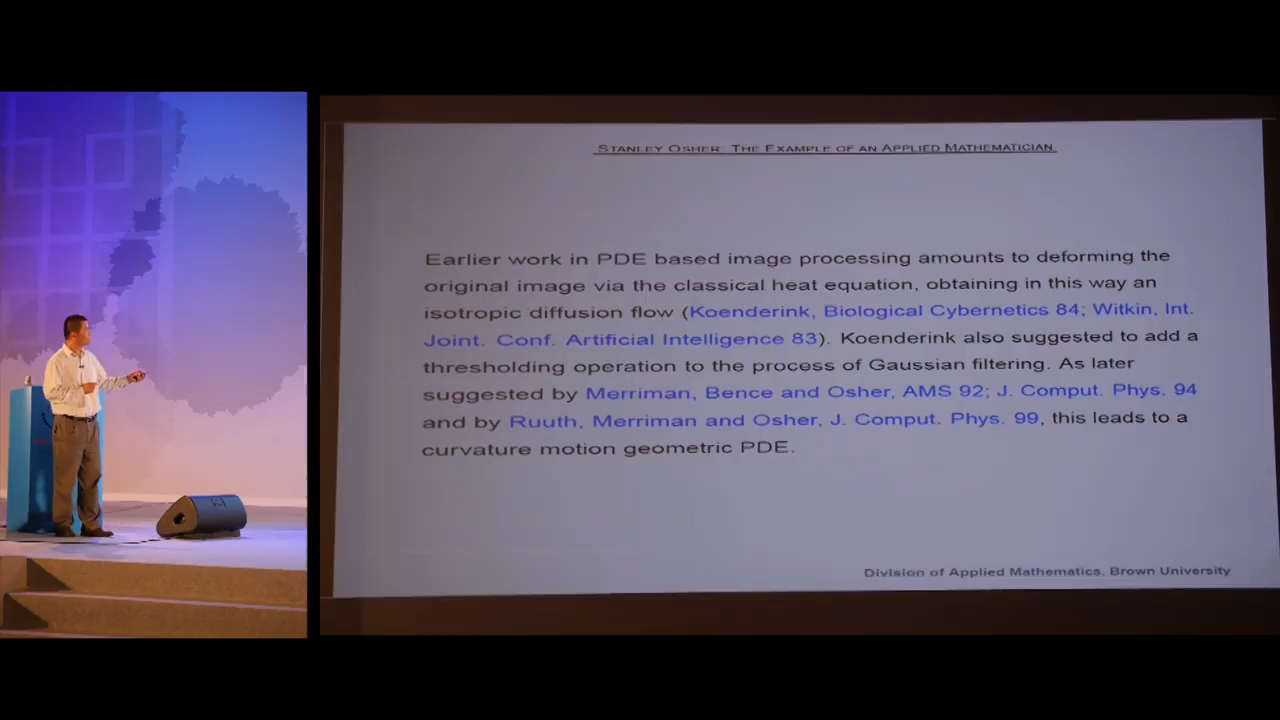 STANLEY OSHER: THE EXAMPLE OF AN APPLIED MATHEMATICIAN
Earlier work in PDE based image processing amounts to deforming the
original image via the classical heat equation, obtaining in this way an
isotropic diffusion flow (Koenderink, Biological Cybernetics 84; Witkin, Int.
Joint. Conf. Artificial Intelligence 83). Koenderink also suggested to add a
thresholding operation to the process of Gaussian filtering. As later
suggested by Merriman, Bence and Osher, AMS 92; J. Comput. Phys. 94
and by Ruuth, Merriman and Osher, J. Comput. Phys. 99, this leads to a
curvature motion geometric PDE.
Division of Applied Mathematics, Brown University